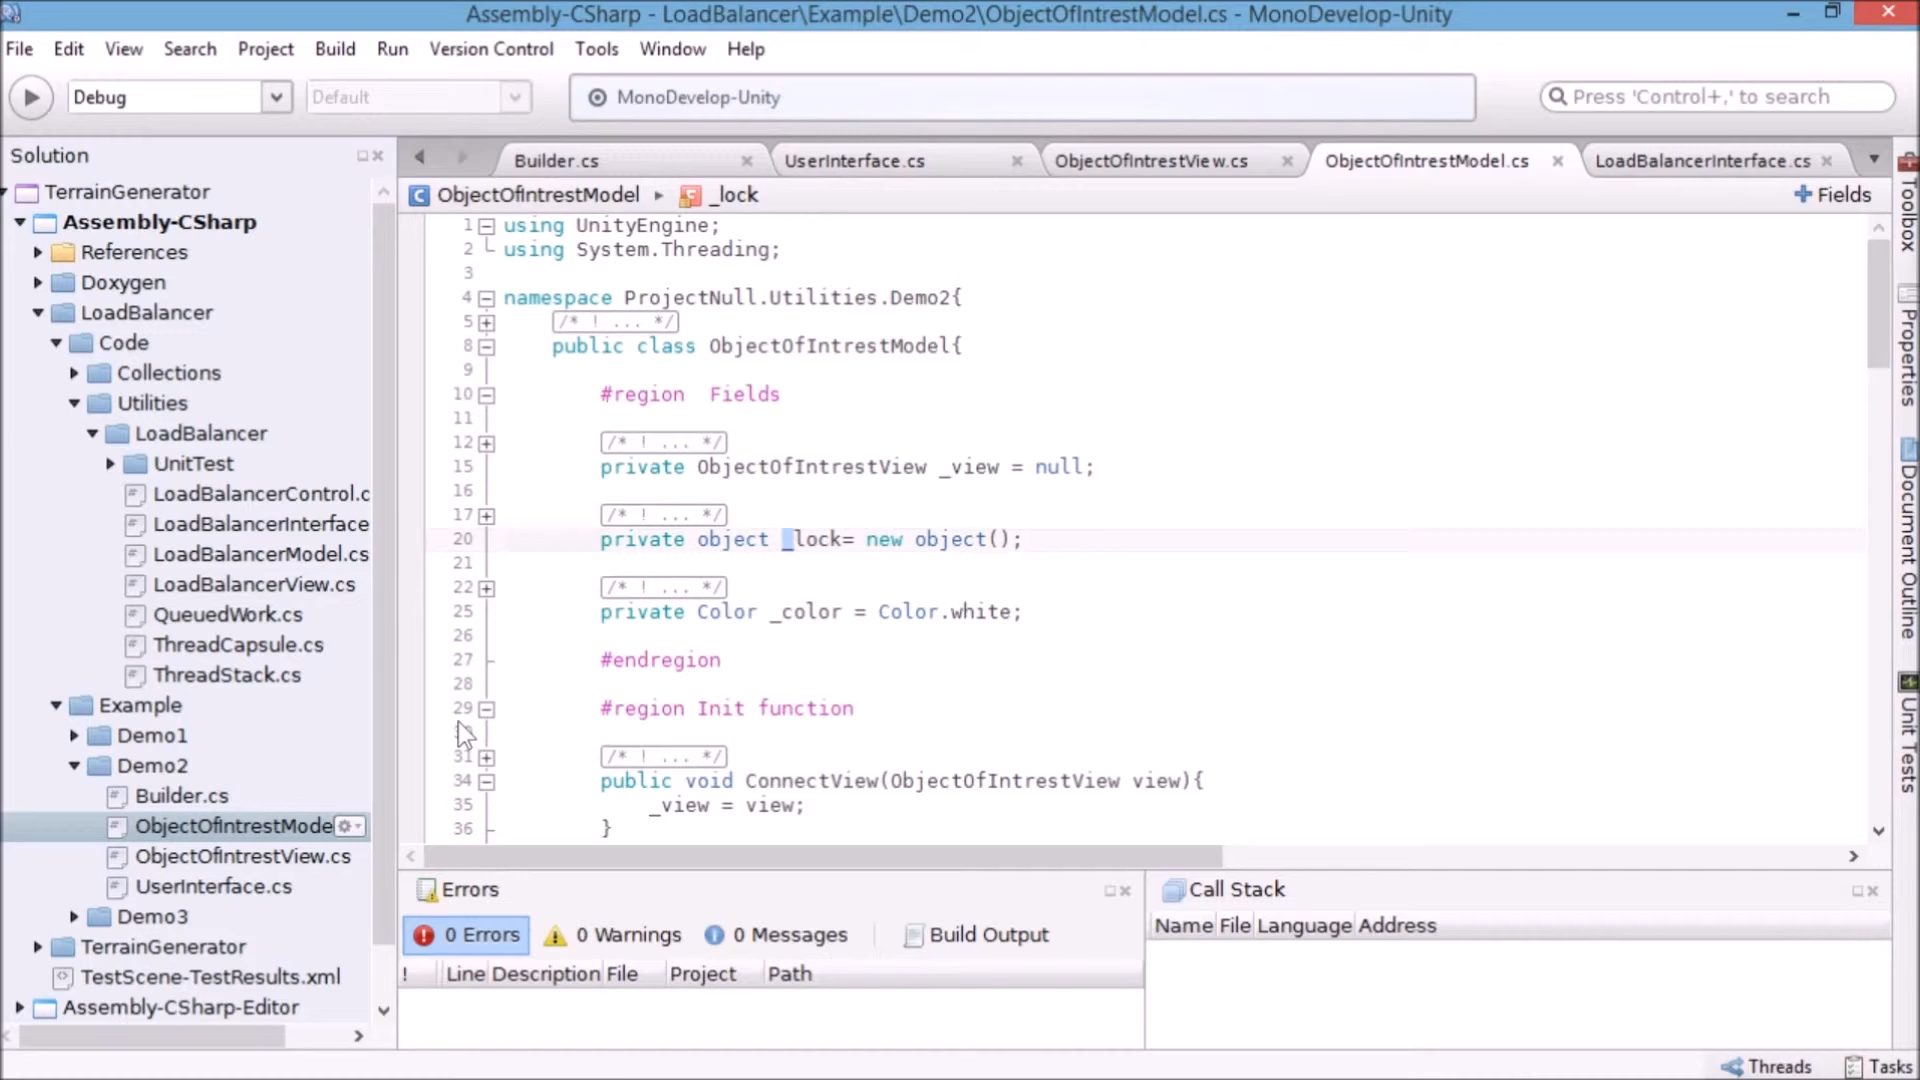 Assembly-CSharp - LoadBalancer\Example\Demo2\ObjectOfIntrestModel.cs - MonoDevelop-Unity
File Edit View Search Project Build Run Version Control Tools Window Help
Debug
Default
MonoDevelop-Unity
Press 'Control+,' to search
Solution
TerrainGenerator
Assembly-CSharp
References
Doxygen
LoadBalancer
Code
Collections
Utilities
LoadBalancer
UnitTest
LoadBalancerControl.c
LoadBalancerInterface
LoadBalancerModel.cs
LoadBalancerView.cs
QueuedWork.cs
ThreadCapsule.cs
ThreadStack.cs
Example
Demo1
Demo2
Builder.cs
ObjectOfIntrestMode
ObjectOfIntrestView.cs
UserInterface.cs
Demo3
TerrainGenerator
TestScene-TestResults.xml
Assembly-CSharp-Editor
Builder.cs
UserInterface.cs
ObjectOfIntrestView.cs
ObjectOfIntrestModel.cs
LoadBalancerInterface.cs
ObjectOfIntrestModel ▸ _lock
Fields
1 using UnityEngine;
2 using System.Threading;
3
4 namespace ProjectNull.Utilities.Demo2{
5 /* ! ... */
8 public class ObjectOfIntrestModel{
9
10 #region Fields
11
12 /* ! ... */
15 private ObjectOfIntrestView _view = null;
16
17 /* ! ... */
20 private object _lock= new object();
21
22 /* ! ... */
25 private Color _color = Color.white;
26
27 #endregion
28
29 #region Init function
31 /* ! ... */
34 public void ConnectView(ObjectOfIntrestView view){
35 _view = view;
36 }
Toolbox
Properties
Document Outline
Unit Tests
Errors
0 Errors
0 Warnings
0 Messages
Build Output
! Line Description File Project Path
Call Stack
Name File Language Address
Threads
Tasks